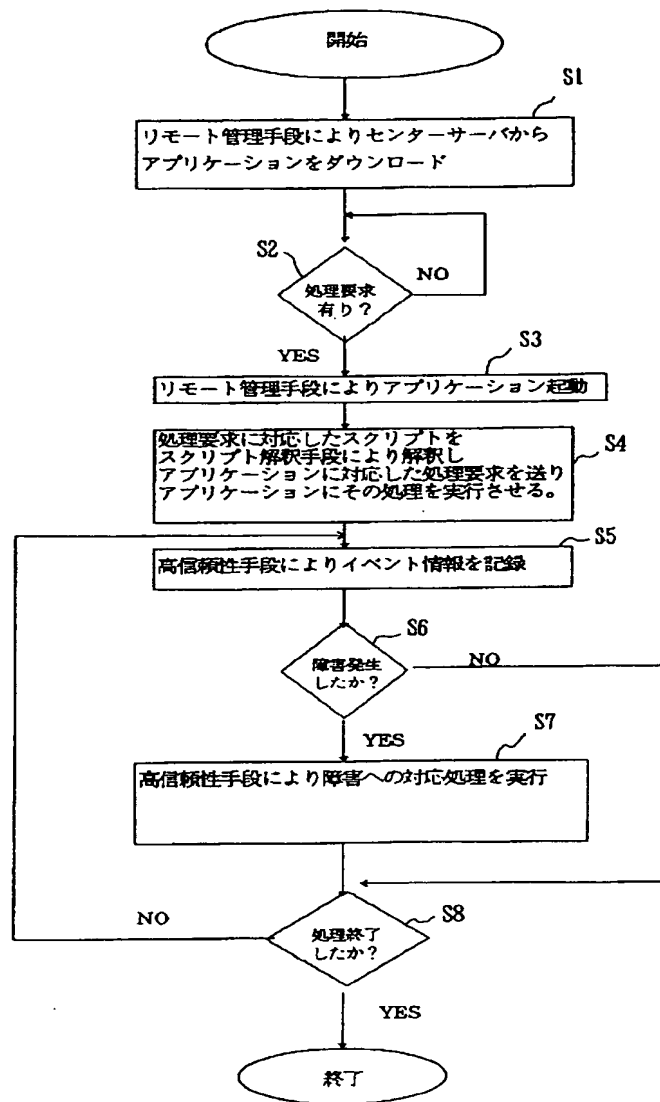 開始
S1
リモート管理手段によりセンターサーバから
アプリケーションをダウンロード
S2
処理要求
有り？
NO
YES
S3
リモート管理手段によりアプリケーション起動
処理要求に対応したスクリプトを
スクリプト解釈手段により解釈し
アプリケーションに対応した処理要求を送り
アプリケーションにその処理を実行させる。
S4
S5
高信頼性手段によりイベント情報を記録
S6
障害発生
したか？
NO
YES
S7
高信頼性手段により障害への対応処理を実行
NO
S8
処理終了
したか？
YES
終了